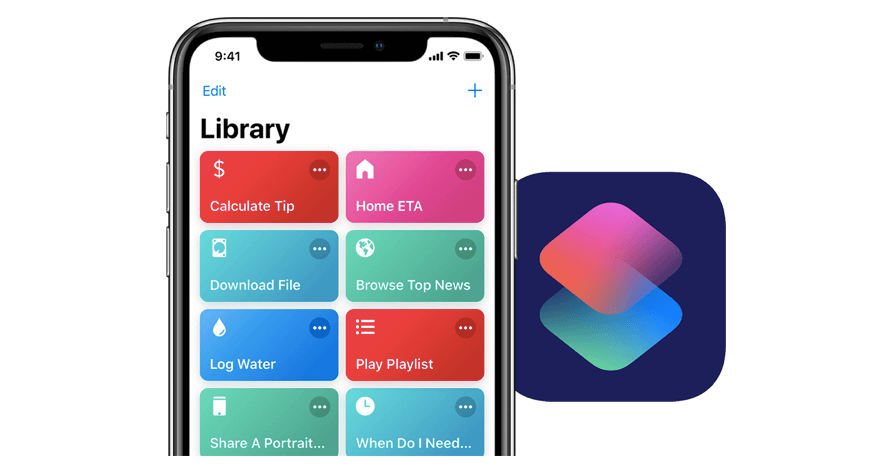 9:41
Edit
Library
$
Calculate Tip
Home ETA
Download File
Browse Top News
Log Water
Play Playlist
Share A Portrait...
When Do I Need...